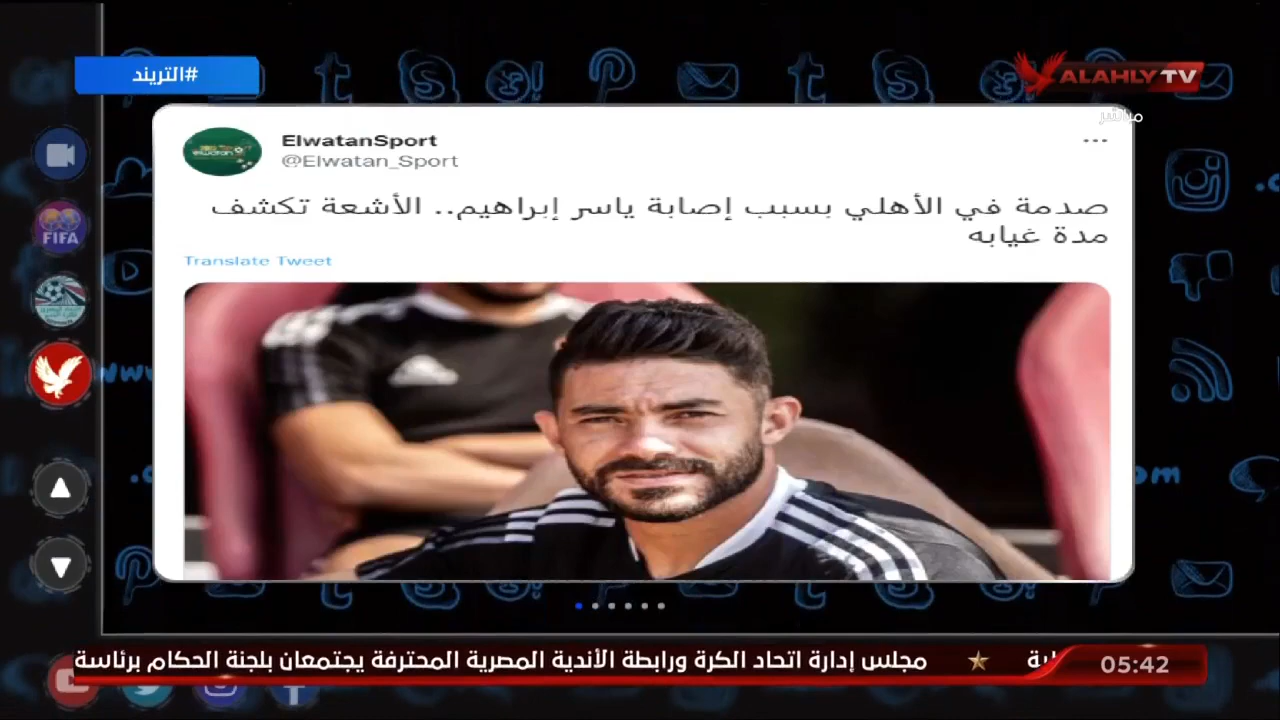 #التريند
ALAHLY TV
مباشر
ElwatanSport
@Elwatan_Sport
صدمة في الأهلي بسبب إصابة ياسر إبراهيم.. الأشعة تكشف
مدة غيابه
Translate Tweet
FIFA
مجلس إدارة اتحاد الكرة ورابطة الأندية المصرية المحترفة يجتمعان بلجنة الحكام برئاسة
05:42